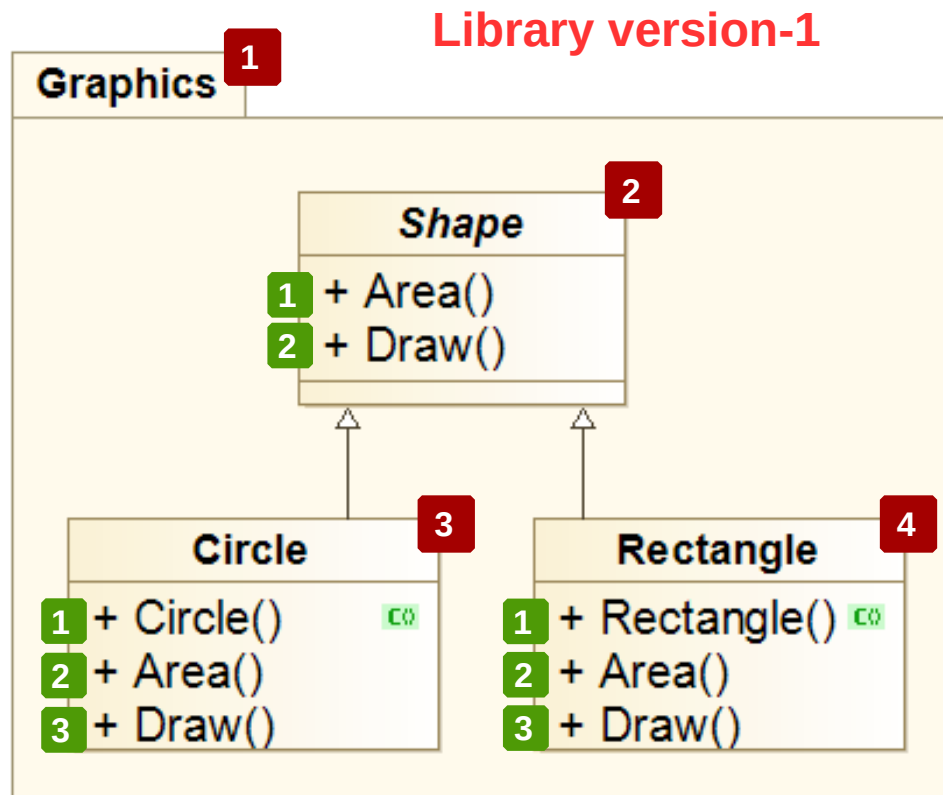 Library version-1
1
Graphics
2
Shape
1 + Area()
2 + Draw()
3
4
Circle
Rectangle
1 + Circle() C()
1 + Rectangle() C()
2 + Area()
2 + Area()
3 + Draw()
3 + Draw()